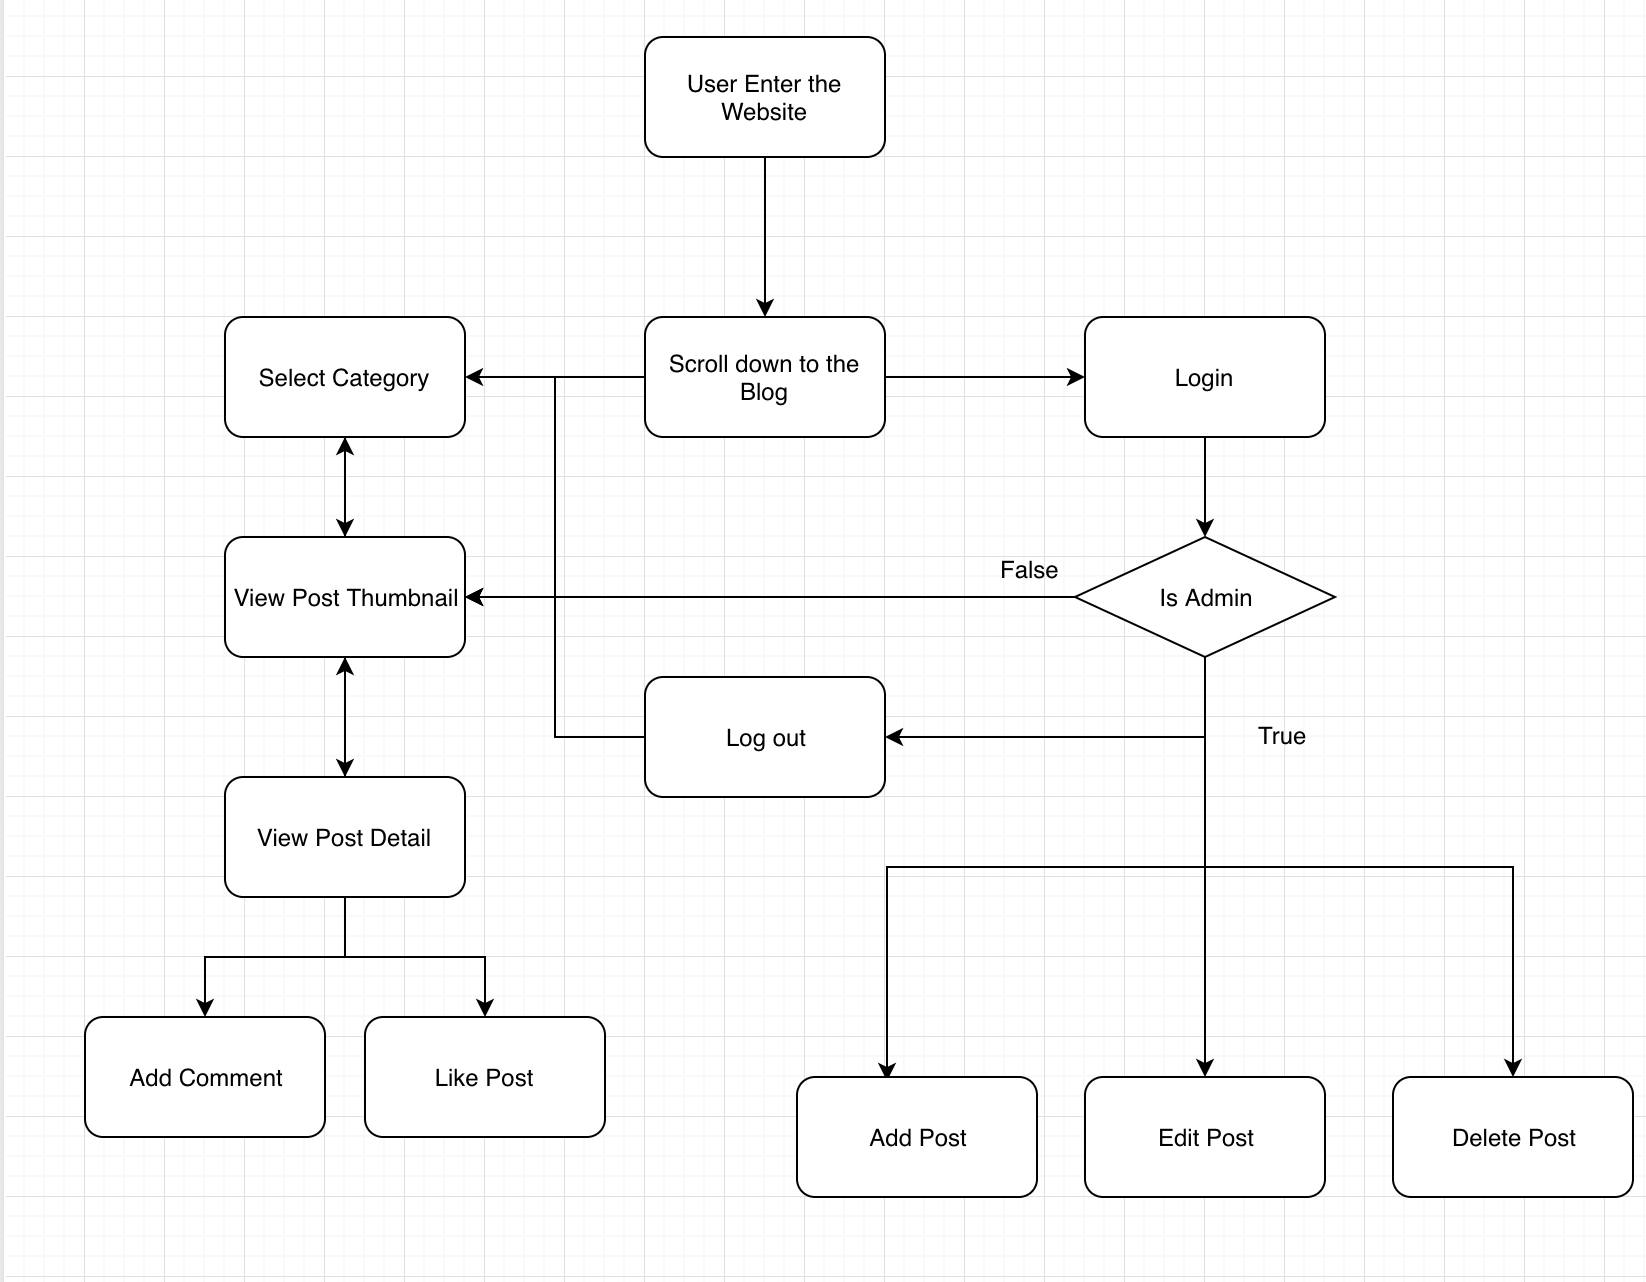 User Enter the
Website
Select Category
Scroll down to the
Blog
Login
False
View Post Thumbnail
Is Admin
Log out
True
View Post Detail
Add Comment
Like Post
Add Post
Edit Post
Delete Post